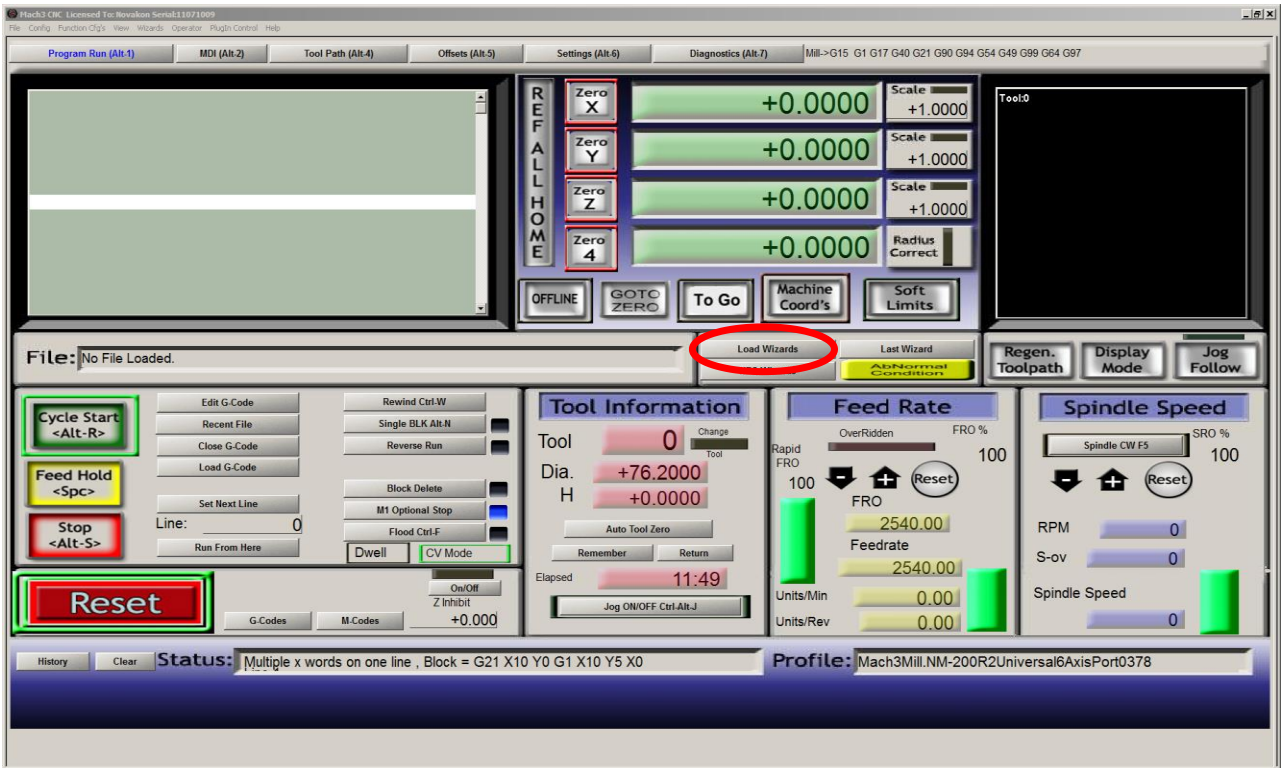 Mach3 CNC Licensed To: Novakon Serial:11071009
File Config Function Cfg's View Wizards Operator PlugIn Control Help
Program Run (Alt-1) MDI (Alt-2) Tool Path (Alt-4) Offsets (Alt-5) Settings (Alt-6) Diagnostics (Alt-7) Mill->G15 G1 G17 G40 G21 G90 G94 G54 G49 G99 G64 G97
REF ALL HOME
Zero X +0.0000 Scale +1.0000
Zero Y +0.0000 Scale +1.0000
Zero Z +0.0000 Scale +1.0000
Zero 4 +0.0000 Radius Correct
OFFLINE GOTO ZERO To Go Machine Coord's Soft Limits
Tool:0
File: No File Loaded.
Load Wizards Last Wizard
AbNormal Condition
Regen. Toolpath Display Mode Jog Follow
Cycle Start <Alt-R>
Feed Hold <Spc>
Stop <Alt-S>
Edit G-Code
Recent File
Close G-Code
Load G-Code
Set Next Line
Line: 0
Run From Here
Rewind Ctrl-W
Single BLK Alt-N
Reverse Run
Block Delete
M1 Optional Stop
Flood Ctrl-F
Dwell CV Mode
Reset
G-Codes M-Codes
On/Off
Z Inhibit
+0.000
Tool Information
Tool 0 Change Tool
Dia. +76.2000
H +0.0000
Auto Tool Zero
Remember Return
Elapsed 11:49
Jog ON/OFF Ctrl-Alt-J
Feed Rate
OverRidden FRO %
100
Rapid FRO
100
Reset
FRO
2540.00
Feedrate
2540.00
Units/Min 0.00
Units/Rev 0.00
Spindle Speed
Spindle CW F5 SRO %
100
Reset
RPM 0
S-ov 0
Spindle Speed
0
History Clear Status: Multiple x words on one line , Block = G21 X10 Y0 G1 X10 Y5 X0
Profile: Mach3Mill.NM-200R2Universal6AxisPort0378